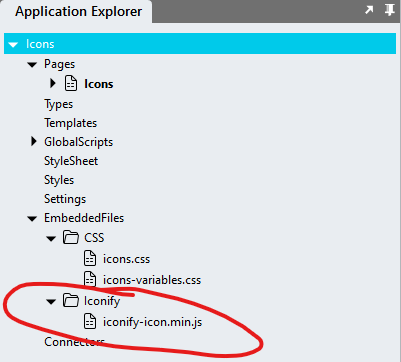 Application Explorer
Icons
Pages
Icons
Types
Templates
GlobalScripts
StyleSheet
Styles
Settings
EmbeddedFiles
CSS
icons.css
icons-variables.css
Iconify
iconify-icon.min.js
Connectors